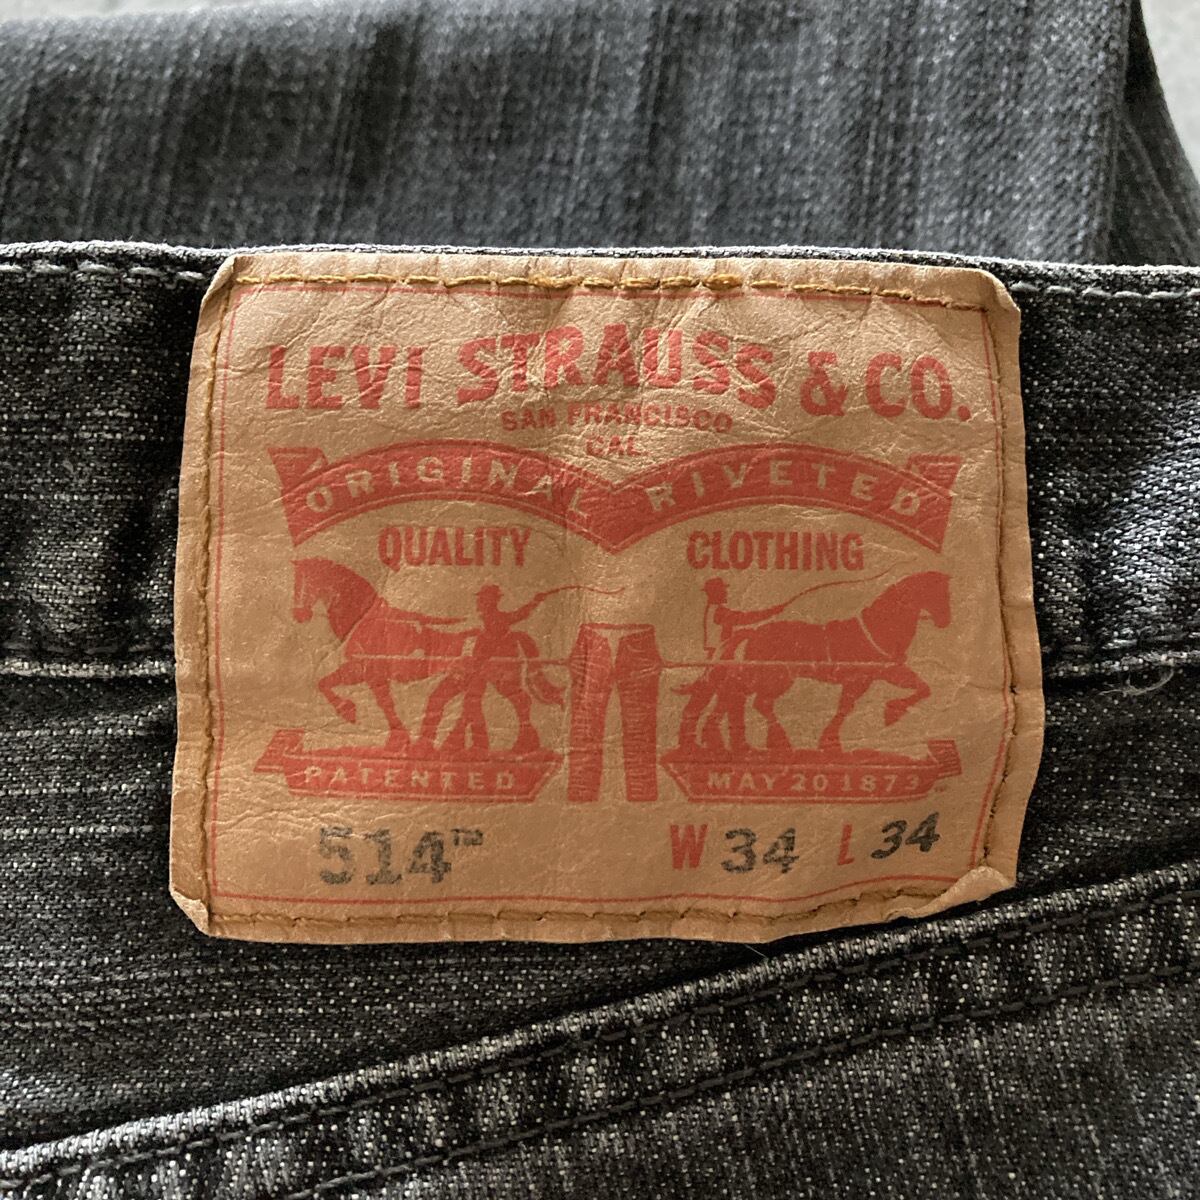 LEVI STRAUSS & CO.
SAN FRANCISCO
CAL
ORIGINAL RIVETED
QUALITY CLOTHING
PATENTED MAY 20 1873
514™ W 34 L 34